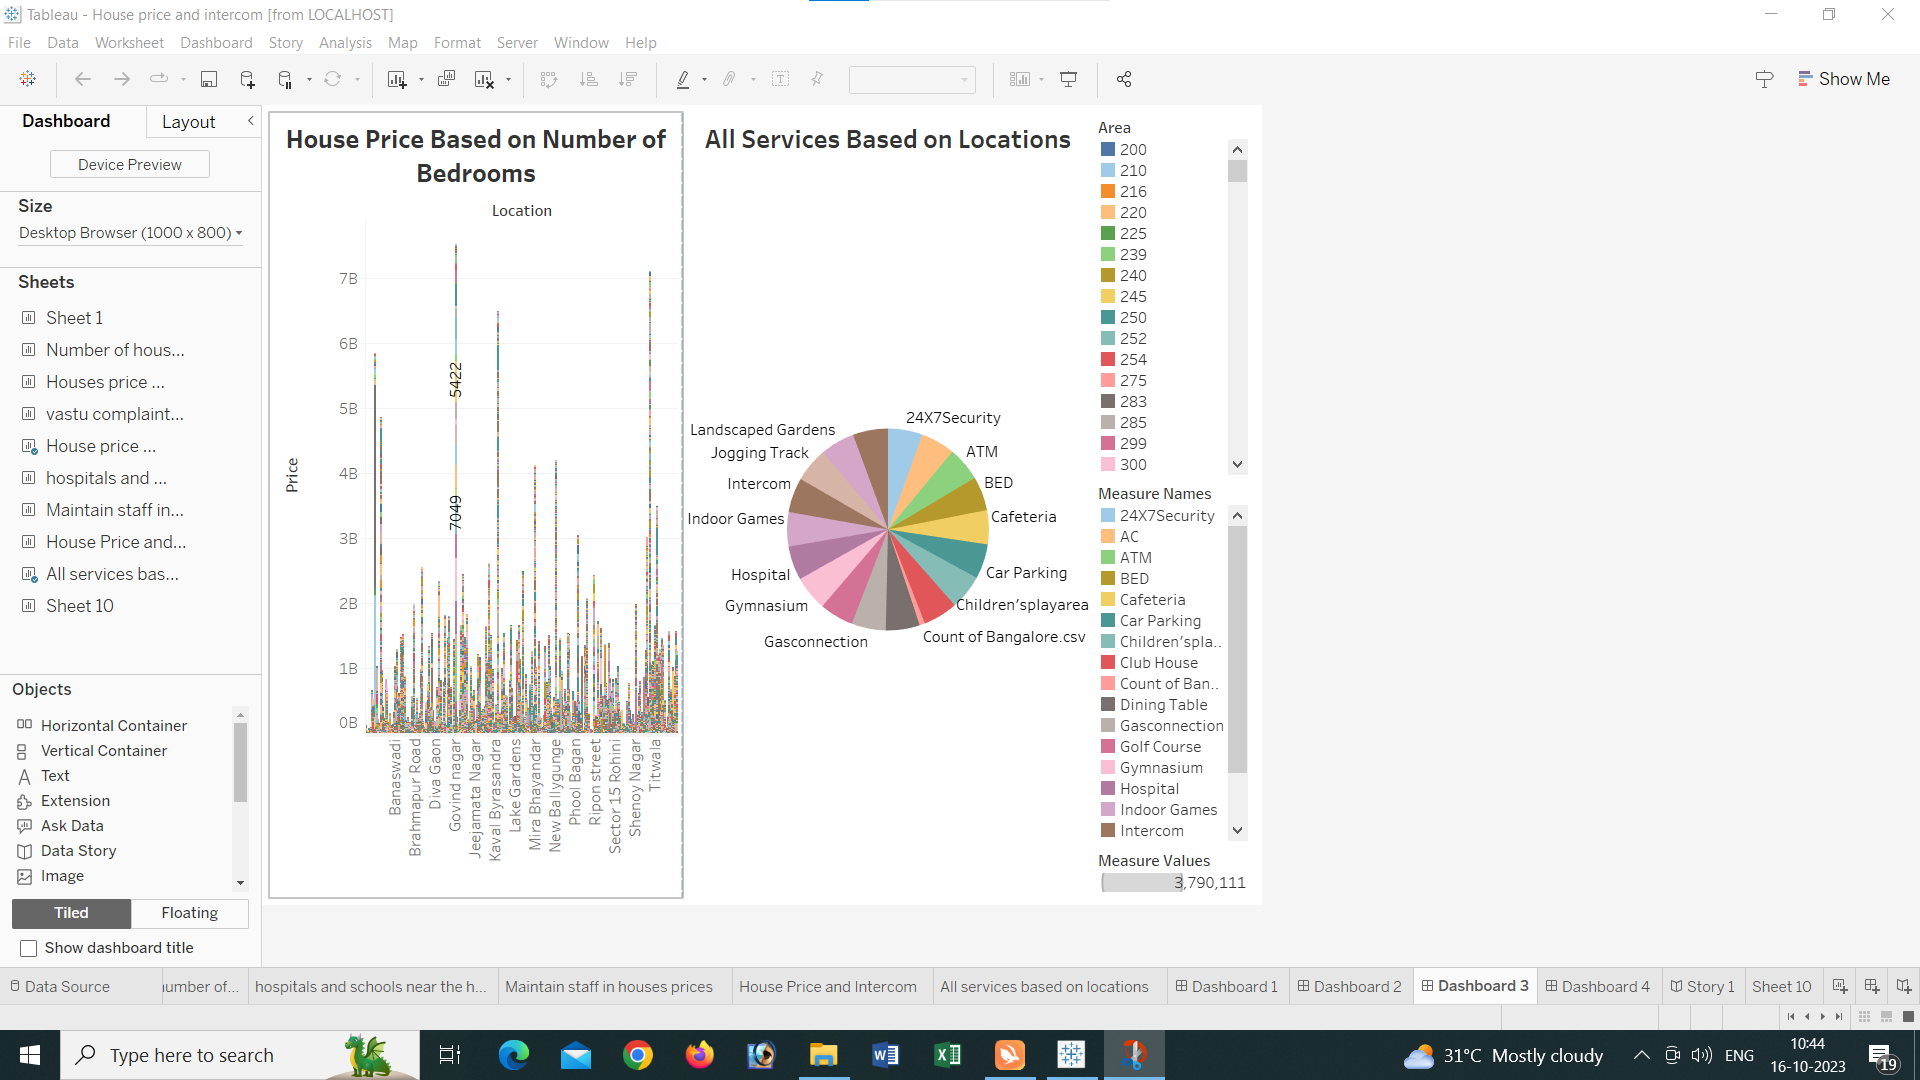 Tableau - House price and intercom [from LOCALHOST]
File Data Worksheet Dashboard Story Analysis Map Format Server Window Help
Show Me
Dashboard
Layout
Device Preview
Size
Desktop Browser (1000 x 800)
Sheets
Sheet 1
Number of hous...
Houses price ...
vastu complaint...
House price ...
hospitals and ...
Maintain staff in...
House Price and...
All services bas...
Sheet 10
Objects
Horizontal Container
Vertical Container
Text
Extension
Ask Data
Data Story
Image
Tiled
Floating
Show dashboard title
House Price Based on Number of
Bedrooms
Location
Price
7B
6B
5B
4B
3B
2B
1B
0B
5422
7049
Banaswadi
Brahmapur Road
Diva Gaon
Govind nagar
Jeejamata Nagar
Kaval Byrasandra
Lake Gardens
Mira Bhayandar
New Ballygunge
Phool Bagan
Ripon street
Sector 15 Rohini
Shenoy Nagar
Titwala
All Services Based on Locations
24X7Security
ATM
BED
Cafeteria
Car Parking
Children'splayarea
Count of Bangalore.csv
Gasconnection
Gymnasium
Hospital
Indoor Games
Intercom
Jogging Track
Landscaped Gardens
Area
200
210
216
220
225
239
240
245
250
252
254
275
283
285
299
300
Measure Names
24X7Security
AC
ATM
BED
Cafeteria
Car Parking
Children'spla..
Club House
Count of Ban..
Dining Table
Gasconnection
Golf Course
Gymnasium
Hospital
Indoor Games
Intercom
Measure Values
3,790,111
Data Source
umber of...
hospitals and schools near the h...
Maintain staff in houses prices
House Price and Intercom
All services based on locations
Dashboard 1
Dashboard 2
Dashboard 3
Dashboard 4
Story 1
Sheet 10
Type here to search
31°C Mostly cloudy
ENG
10:44
16-10-2023
19